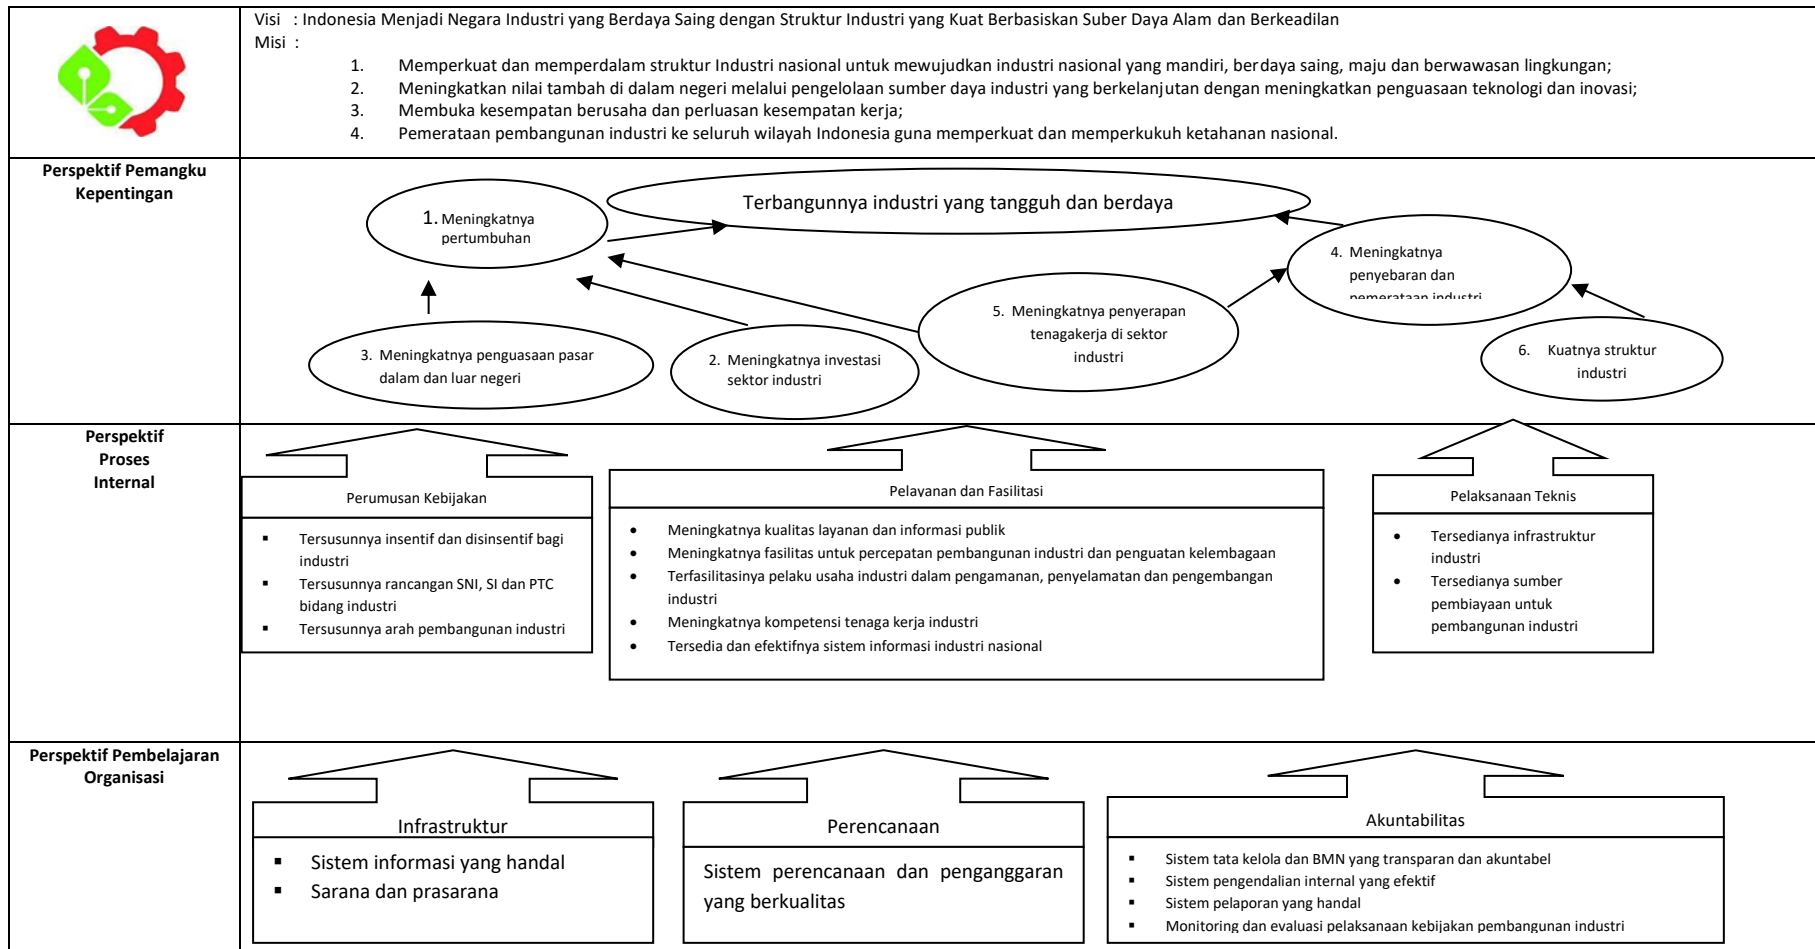 Visi : Indonesia Menjadi Negara Industri yang Berdaya Saing dengan Struktur Industri yang Kuat Berbasiskan Suber Daya Alam dan Berkeadilan
Misi :
1. Memperkuat dan memperdalam struktur Industri nasional untuk mewujudkan industri nasional yang mandiri, berdaya saing, maju dan berwawasan lingkungan;
2. Meningkatkan nilai tambah di dalam negeri melalui pengelolaan sumber daya industri yang berkelanjutan dengan meningkatkan penguasaan teknologi dan inovasi;
3. Membuka kesempatan berusaha dan perluasan kesempatan kerja;
4. Pemerataan pembangunan industri ke seluruh wilayah Indonesia guna memperkuat dan memperkukuh ketahanan nasional.
Perspektif Pemangku
Kepentingan
Terbangunnya industri yang tangguh dan berdaya
1. Meningkatnya
pertumbuhan
4. Meningkatnya
penyebaran dan
pemerataan industri
5. Meningkatnya penyerapan
tenagakerja di sektor
industri
3. Meningkatnya penguasaan pasar
dalam dan luar negeri
2. Meningkatnya investasi
sektor industri
6. Kuatnya struktur
industri
Perspektif
Proses
Internal
Perumusan Kebijakan
▪ Tersusunnya insentif dan disinsentif bagi
industri
▪ Tersusunnya rancangan SNI, SI dan PTC
bidang industri
▪ Tersusunnya arah pembangunan industri
Pelayanan dan Fasilitasi
• Meningkatnya kualitas layanan dan informasi publik
• Meningkatnya fasilitas untuk percepatan pembangunan industri dan penguatan kelembagaan
• Terfasilitasinya pelaku usaha industri dalam pengamanan, penyelamatan dan pengembangan
industri
• Meningkatnya kompetensi tenaga kerja industri
• Tersedia dan efektifnya sistem informasi industri nasional
Pelaksanaan Teknis
• Tersedianya infrastruktur
industri
• Tersedianya sumber
pembiayaan untuk
pembangunan industri
Perspektif Pembelajaran
Organisasi
Infrastruktur
▪ Sistem informasi yang handal
▪ Sarana dan prasarana
Perencanaan
Sistem perencanaan dan penganggaran
yang berkualitas
Akuntabilitas
▪ Sistem tata kelola dan BMN yang transparan dan akuntabel
▪ Sistem pengendalian internal yang efektif
▪ Sistem pelaporan yang handal
▪ Monitoring dan evaluasi pelaksanaan kebijakan pembangunan industri